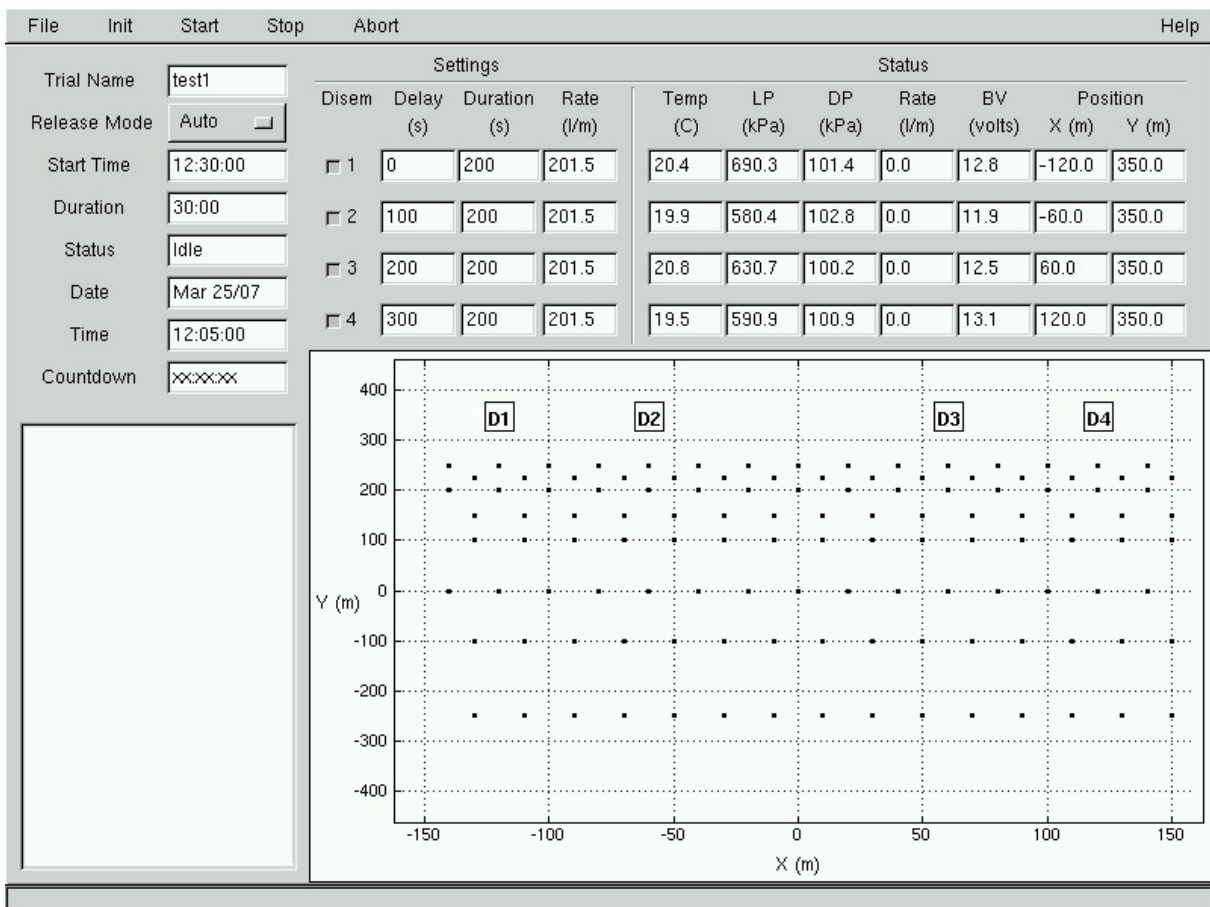 File Init Start Stop Abort Help
Trial Name test1
Release Mode Auto
Start Time 12:30:00
Duration 30:00
Status Idle
Date Mar 25/07
Time 12:05:00
Countdown xx:xx:xx
Settings Status
Disem Delay Duration Rate Temp LP DP Rate BV Position
(s) (s) (l/m) (C) (kPa) (kPa) (l/m) (volts) X (m) Y (m)
1 0 200 201.5 20.4 690.3 101.4 0.0 12.8 -120.0 350.0
2 100 200 201.5 19.9 580.4 102.8 0.0 11.9 -60.0 350.0
3 200 200 201.5 20.8 630.7 100.2 0.0 12.5 60.0 350.0
4 300 200 201.5 19.5 590.9 100.9 0.0 13.1 120.0 350.0
400
D1 D2 D3 D4
300
200
100
Y (m) 0
-100
-200
-300
-400
-150 -100 -50 0 50 100 150
X (m)